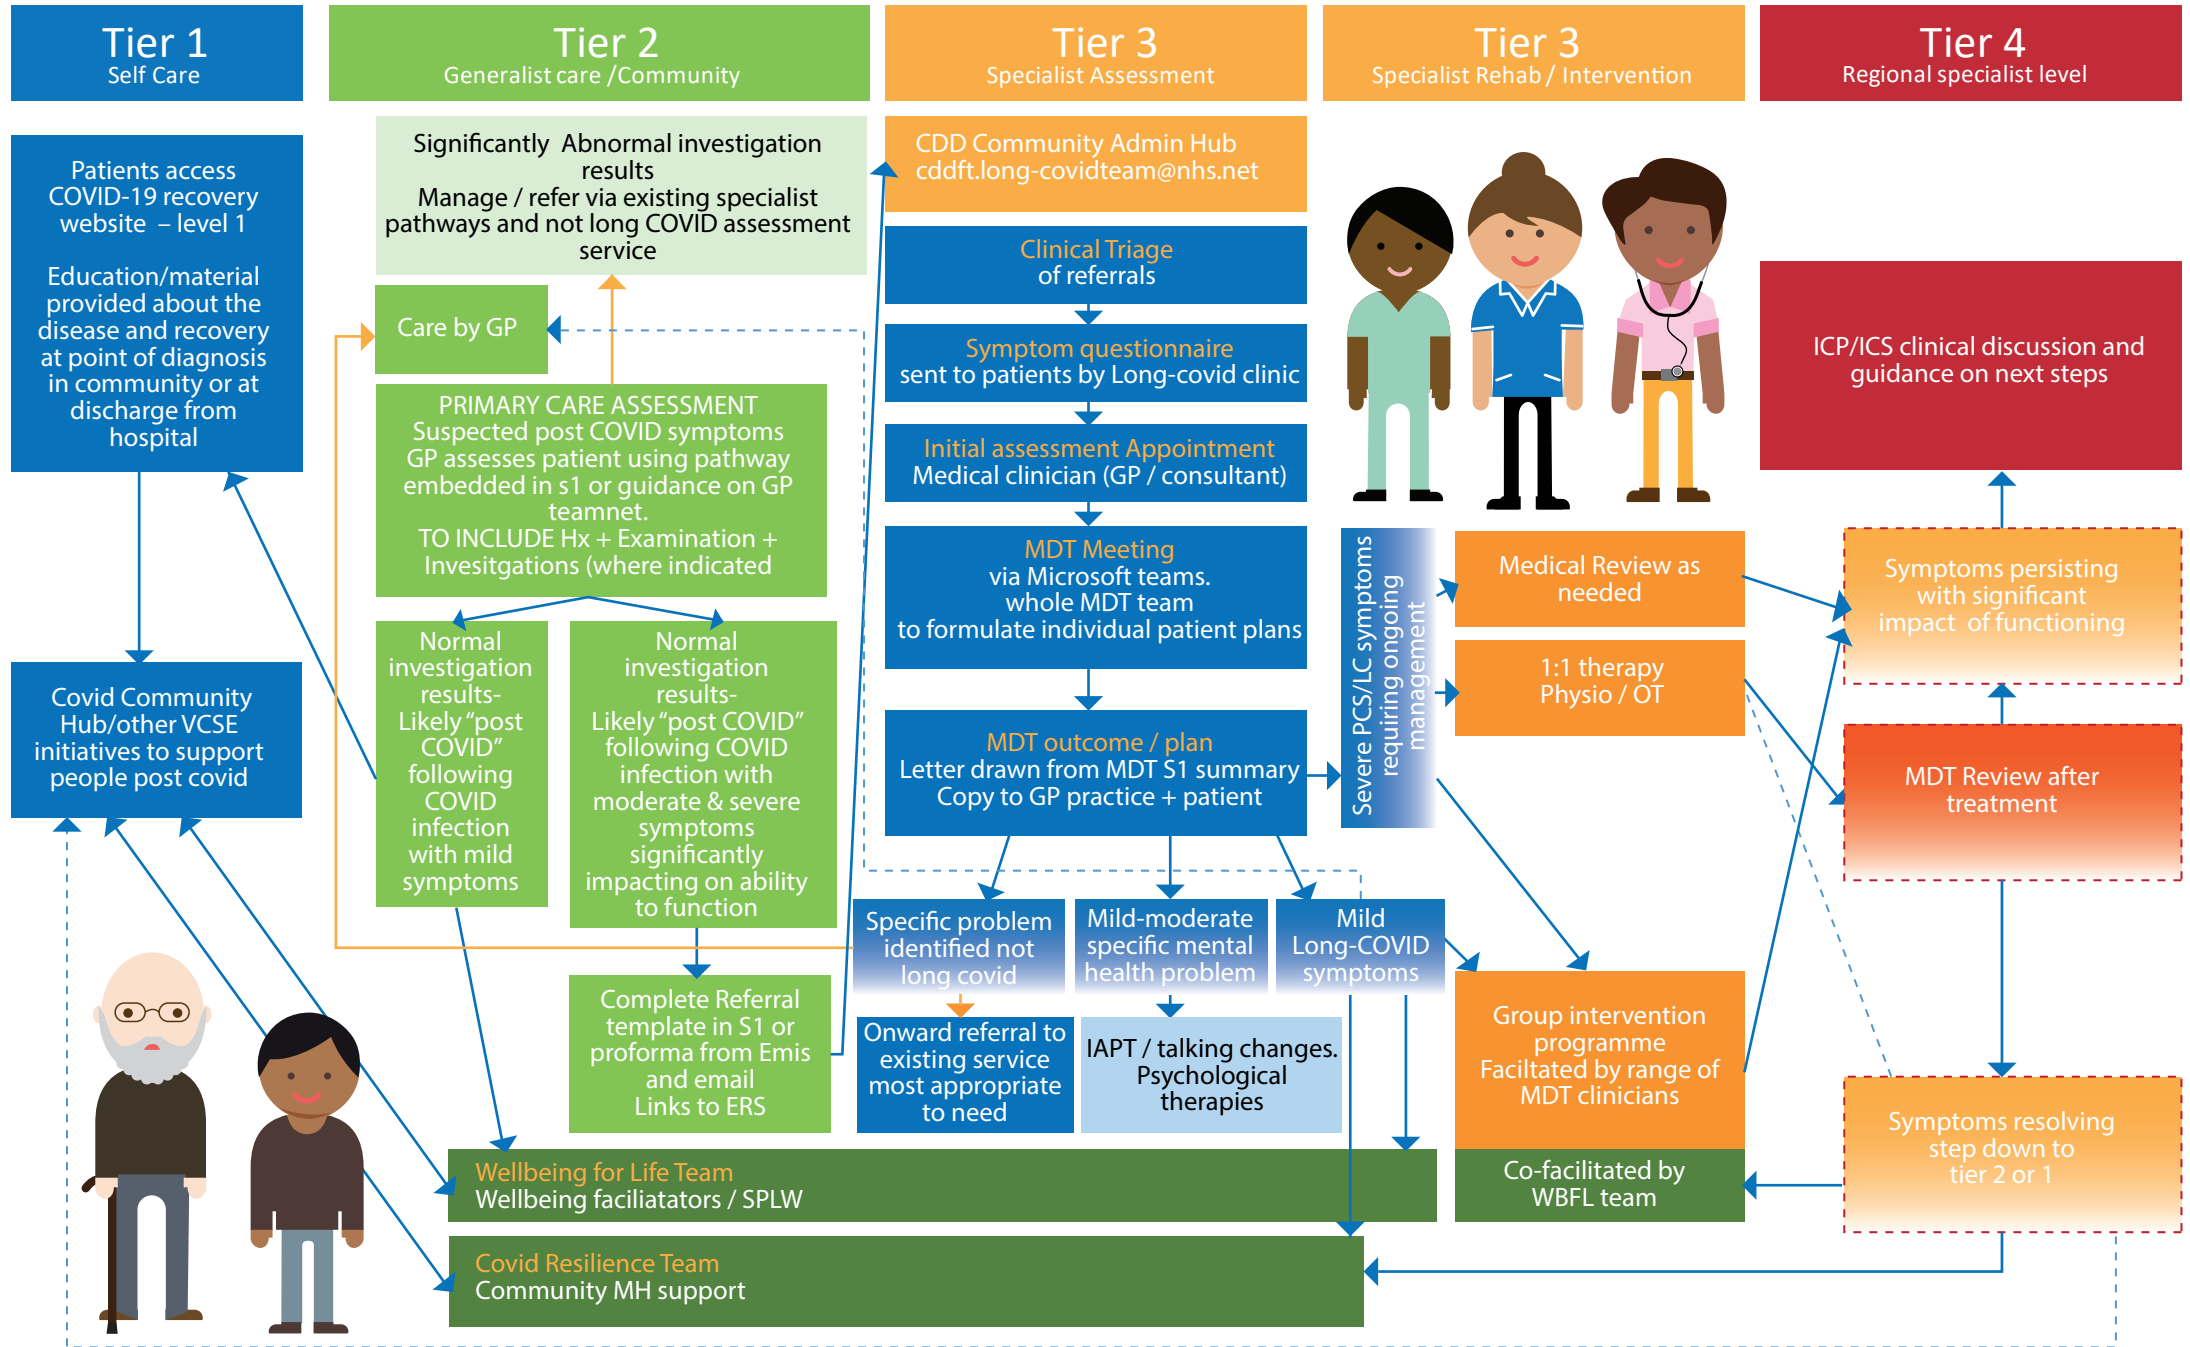 Tier 1
Self Care
Tier 2
Generalist care /Community
Tier 3
Specialist Assessment
Tier 3
Specialist Rehab / Intervention
Tier 4
Regional specialist level
Patients access
COVID-19 recovery
website – level 1
Education/material
provided about the
disease and recovery
at point of diagnosis
in community or at
discharge from
hospital
Covid Community
Hub/other VCSE
initiatives to support
people post covid
Significantly Abnormal investigation
results
Manage / refer via existing specialist
pathways and not long COVID assessment
service
Care by GP
PRIMARY CARE ASSESSMENT
Suspected post COVID symptoms
GP assesses patient using pathway
embedded in s1 or guidance on GP
teamnet.
TO INCLUDE Hx + Examination +
Invesitgations (where indicated
Normal
investigation
results-
Likely “post
COVID”
following
COVID
infection
with mild
symptoms
Normal
investigation
results-
Likely “post COVID”
following COVID
infection with
moderate & severe
symptoms
significantly
impacting on ability
to function
Complete Referral
template in S1 or
proforma from Emis
and email
Links to ERS
CDD Community Admin Hub
cddft.long-covidteam@nhs.net
Clinical Triage
of referrals
Symptom questionnaire
sent to patients by Long-covid clinic
Initial assessment Appointment
Medical clinician (GP / consultant)
MDT Meeting
via Microsoft teams.
whole MDT team
to formulate individual patient plans
MDT outcome / plan
Letter drawn from MDT S1 summary
Copy to GP practice + patient
Specific problem
identified not
long covid
Mild-moderate
specific mental
health problem
Mild
Long-COVID
symptoms
Onward referral to
existing service
most appropriate
to need
IAPT / talking changes.
Psychological
therapies
Severe PCS/LC symptoms
requiring ongoing
management
Medical Review as
needed
1:1 therapy
Physio / OT
Group intervention
programme
Faciltated by range of
MDT clinicians
Co-facilitated by
WBFL team
ICP/ICS clinical discussion and
guidance on next steps
Symptoms persisting
with significant
impact of functioning
MDT Review after
treatment
Symptoms resolving
step down to
tier 2 or 1
Wellbeing for Life Team
Wellbeing faciliatators / SPLW
Covid Resilience Team
Community MH support